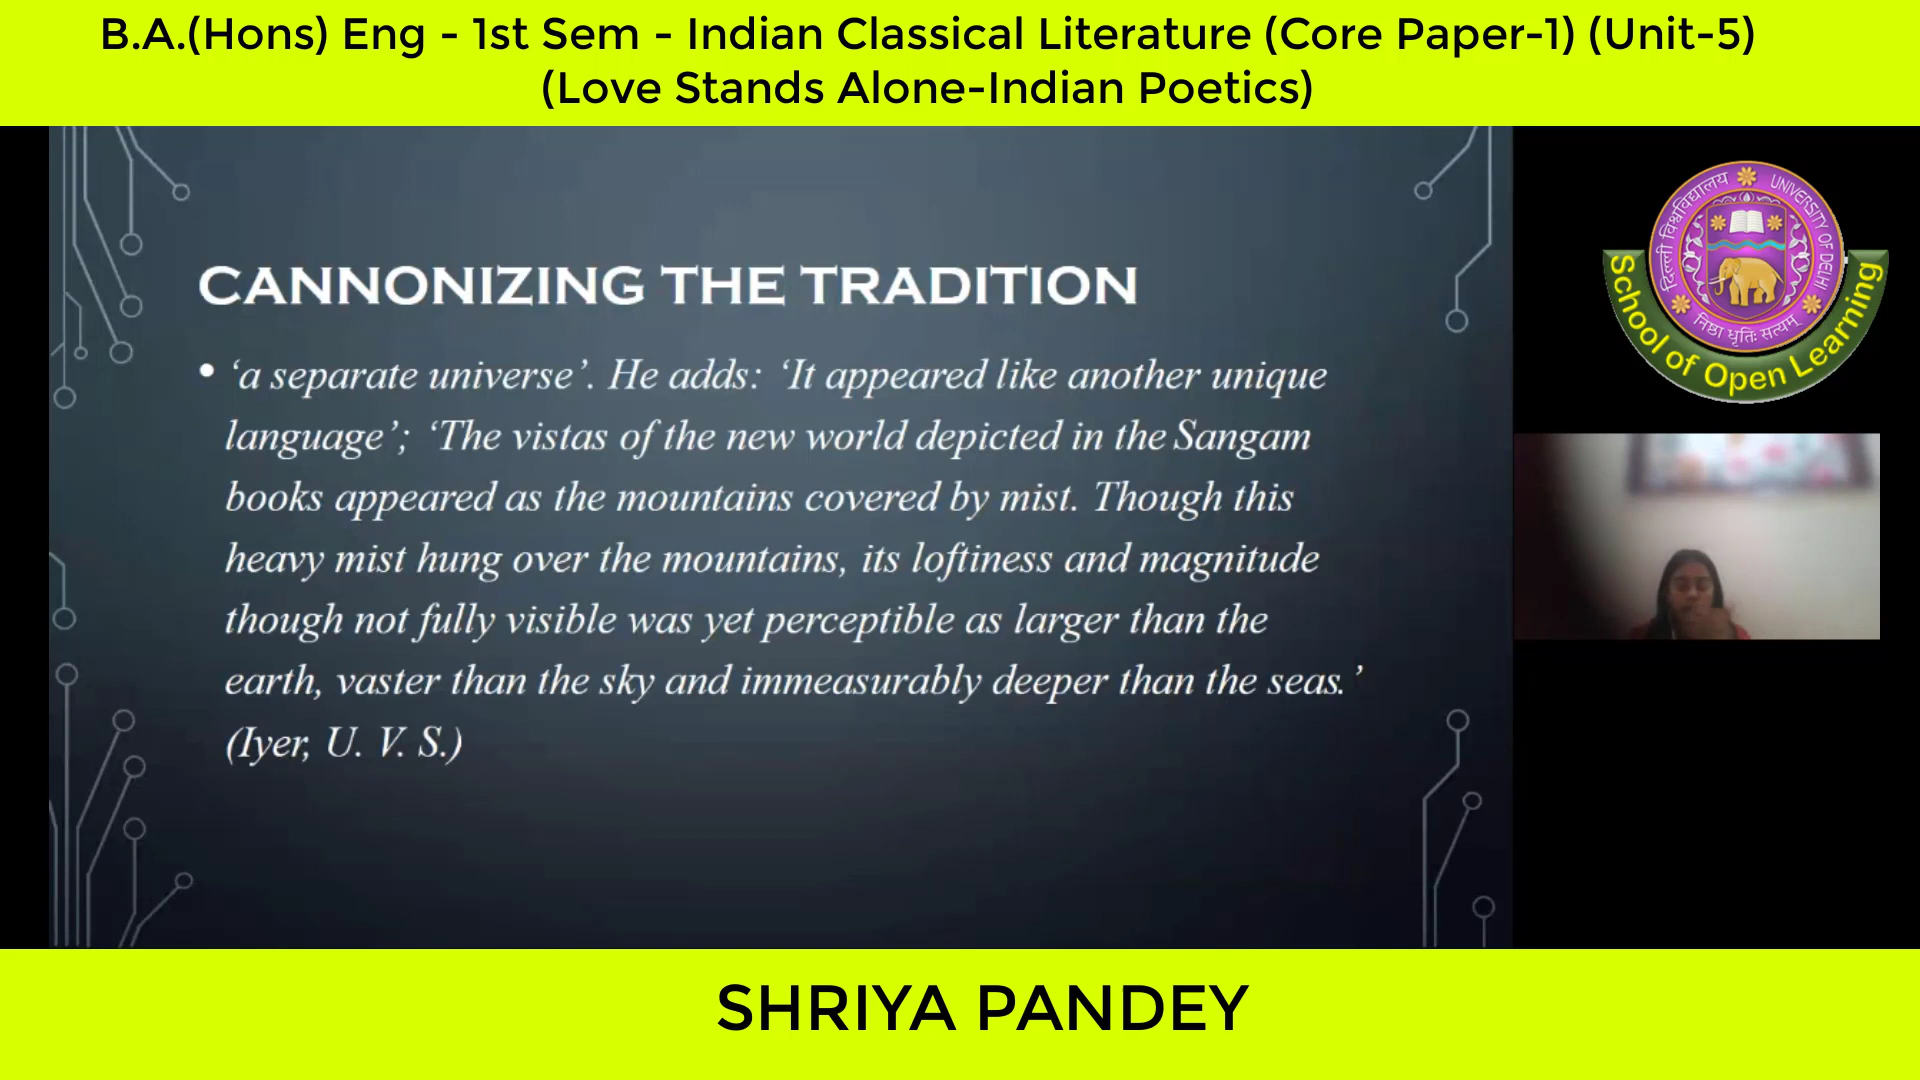 B.A.(Hons) Eng - 1st Sem - Indian Classical Literature (Core Paper-1) (Unit-5)
(Love Stands Alone-Indian Poetics)
CANNONIZING THE TRADITION
• ‘a separate universe’. He adds: ‘It appeared like another unique
language’; ‘The vistas of the new world depicted in the Sangam
books appeared as the mountains covered by mist. Though this
heavy mist hung over the mountains, its loftiness and magnitude
though not fully visible was yet perceptible as larger than the
earth, vaster than the sky and immeasurably deeper than the seas.’
(Iyer, U. V. S.)
दिल्ली विश्वविद्यालय
UNIVERSITY OF DELHI
निष्ठा धृतिः सत्यम्
School of Open Learning
SHRIYA PANDEY